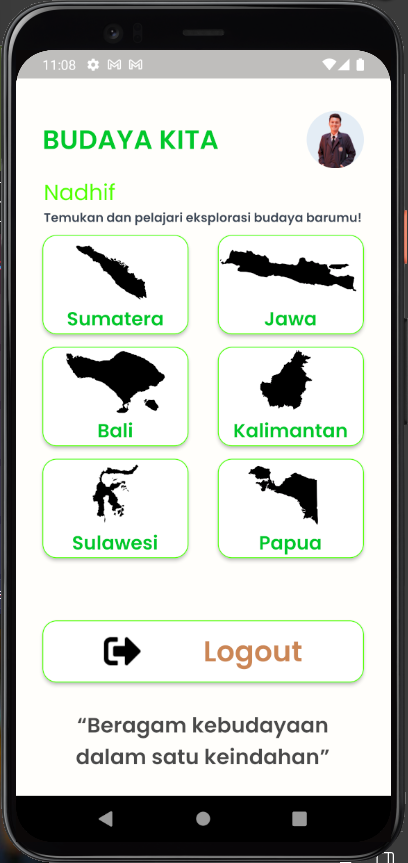 11:08
BUDAYA KITA
Nadhif
Temukan dan pelajari eksplorasi budaya barumu!
Sumatera
Jawa
Bali
Kalimantan
Sulawesi
Papua
Logout
“Beragam kebudayaan
dalam satu keindahan”